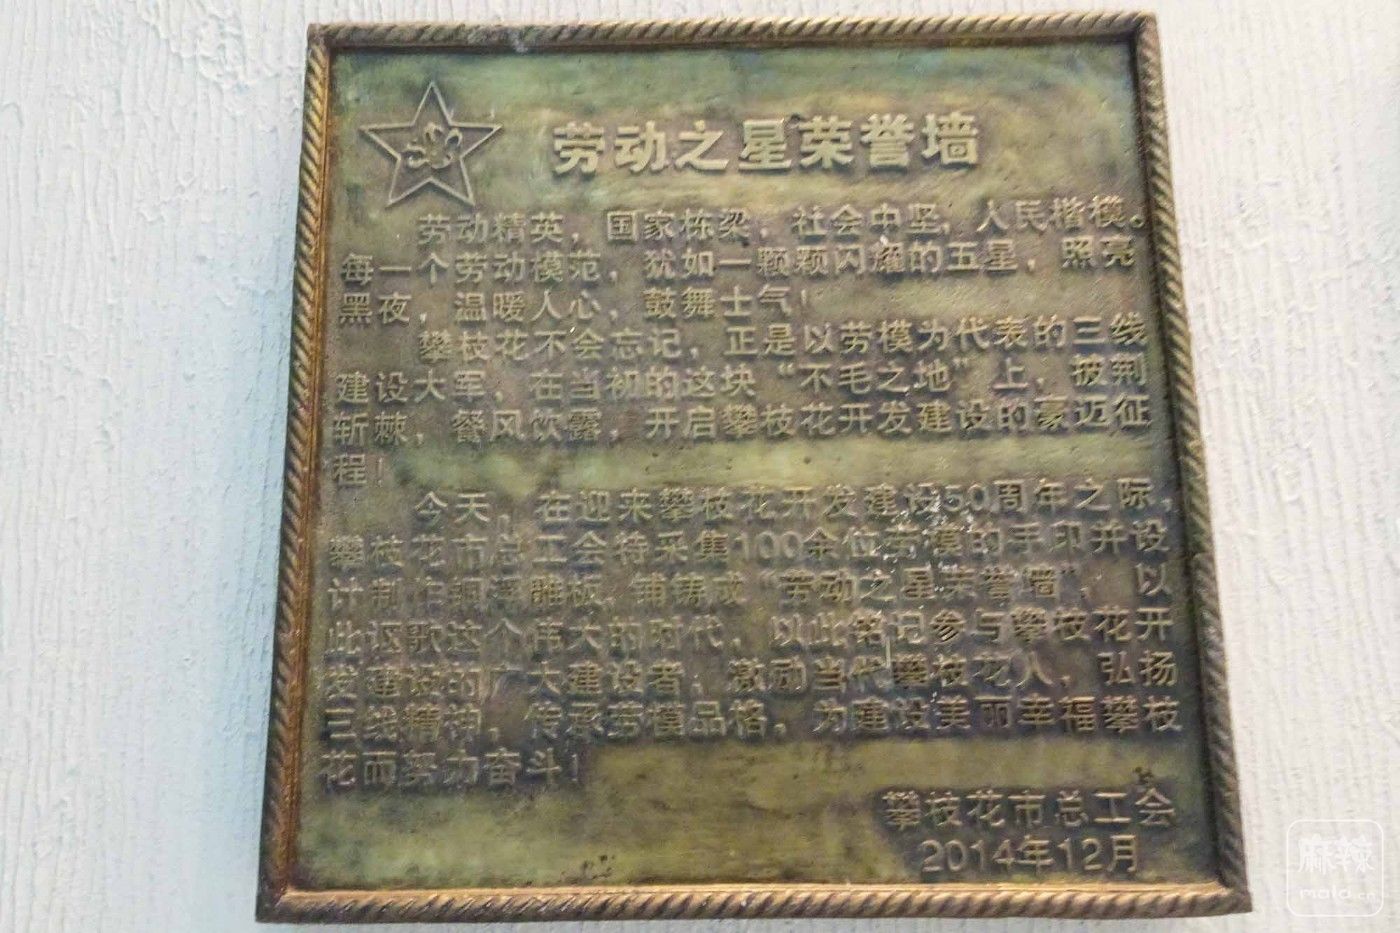 劳动之星荣誉墙
劳动精英，国家栋梁，社会中坚，人民楷模。
每一个劳动模范，犹如一颗颗闪耀的五星，照亮
黑夜，温暖人心，鼓舞士气！
攀枝花不会忘记，正是以劳模为代表的三线
建设大军，在当初的这块“不毛之地”上，披荆
斩棘，餐风饮露，开启攀枝花开发建设的豪迈征
程！
今天，在迎来攀枝花开发建设50周年之际，
攀枝花市总工会特采集100余位劳模的手印并设
计制作铜浮雕板，铺铸成“劳动之星荣誉墙”，以
此讴歌这个伟大的时代，以此铭记参与攀枝花开
发建设的广大建设者，激励当代攀枝花人，弘扬
三线精神，传承劳模品格，为建设美丽幸福攀枝
花而努力奋斗！
攀枝花市总工会
2014年12月
麻辣
mala.cn